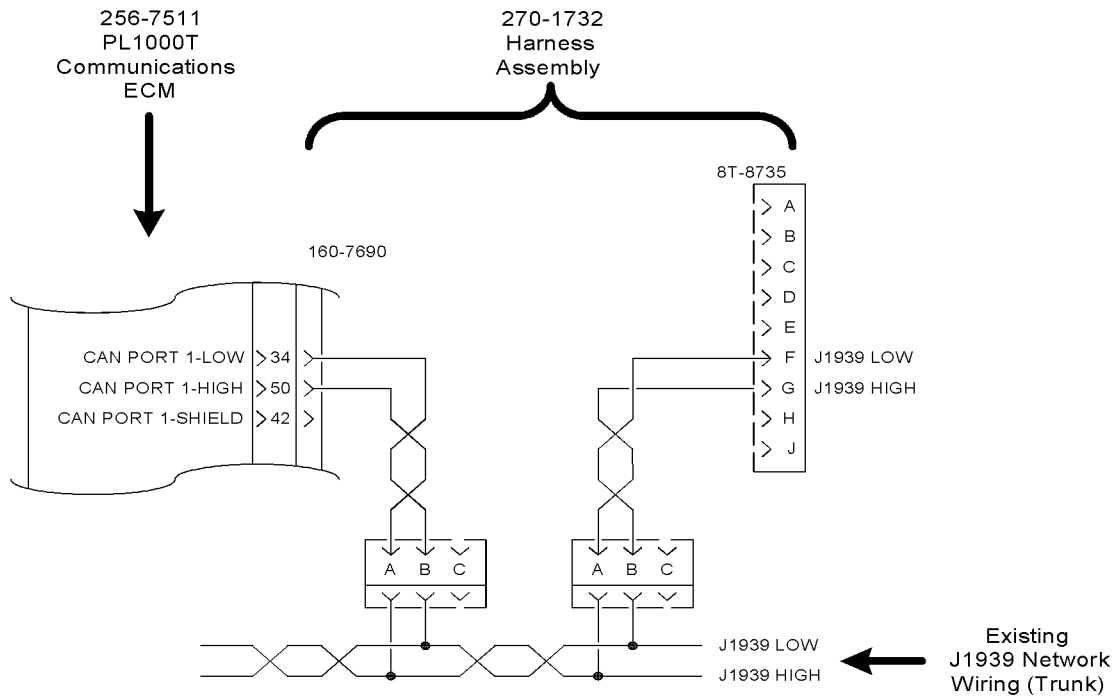 256-7511
PL1000T
Communications
ECM
270-1732
Harness
Assembly
8T-8735
A
B
C
D
E
F J1939 LOW
G J1939 HIGH
H
J
160-7690
CAN PORT 1-LOW 34
CAN PORT 1-HIGH 50
CAN PORT 1-SHIELD 42
A B C
A B C
J1939 LOW
J1939 HIGH
Existing
J1939 Network
Wiring (Trunk)